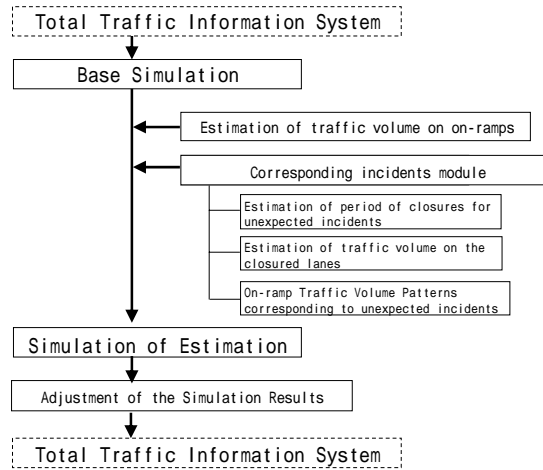 Total Traffic Information System
Base Simulation
Estimation of traffic volume on on-ramps
Corresponding incidents module
Estimation of period of closures for
unexpected incidents
Estimation of traffic volume on the
closured lanes
On-ramp Traffic Volume Patterns
corresponding to unexpected incidents
Simulation of Estimation
Adjustment of the Simulation Results
Total Traffic Information System